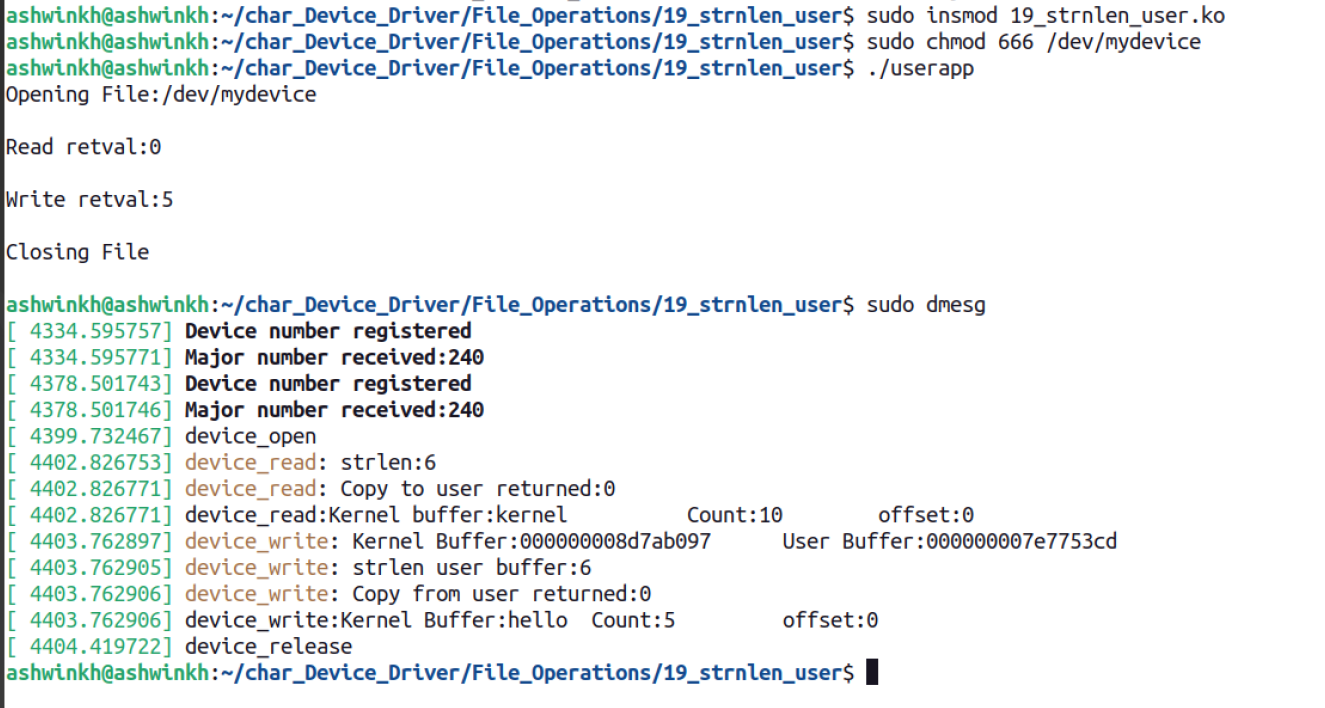 ashwinkh@ashwinkh:~/char_Device_Driver/File_Operations/19_strnlen_user$ sudo insmod 19_strnlen_user.ko
ashwinkh@ashwinkh:~/char_Device_Driver/File_Operations/19_strnlen_user$ sudo chmod 666 /dev/mydevice
ashwinkh@ashwinkh:~/char_Device_Driver/File_Operations/19_strnlen_user$ ./userapp
Opening File:/dev/mydevice
Read retval:0
Write retval:5
Closing File
ashwinkh@ashwinkh:~/char_Device_Driver/File_Operations/19_strnlen_user$ sudo dmesg
[ 4334.595757] Device number registered
[ 4334.595771] Major number received:240
[ 4378.501743] Device number registered
[ 4378.501746] Major number received:240
[ 4399.732467] device_open
[ 4402.826753] device_read: strlen:6
[ 4402.826771] device_read: Copy to user returned:0
[ 4402.826771] device_read:Kernel buffer:kernel          Count:10        offset:0
[ 4403.762897] device_write: Kernel Buffer:000000008d7ab097      User Buffer:000000007e7753cd
[ 4403.762905] device_write: strlen user buffer:6
[ 4403.762906] device_write: Copy from user returned:0
[ 4403.762906] device_write:Kernel Buffer:hello  Count:5         offset:0
[ 4404.419722] device_release
ashwinkh@ashwinkh:~/char_Device_Driver/File_Operations/19_strnlen_user$